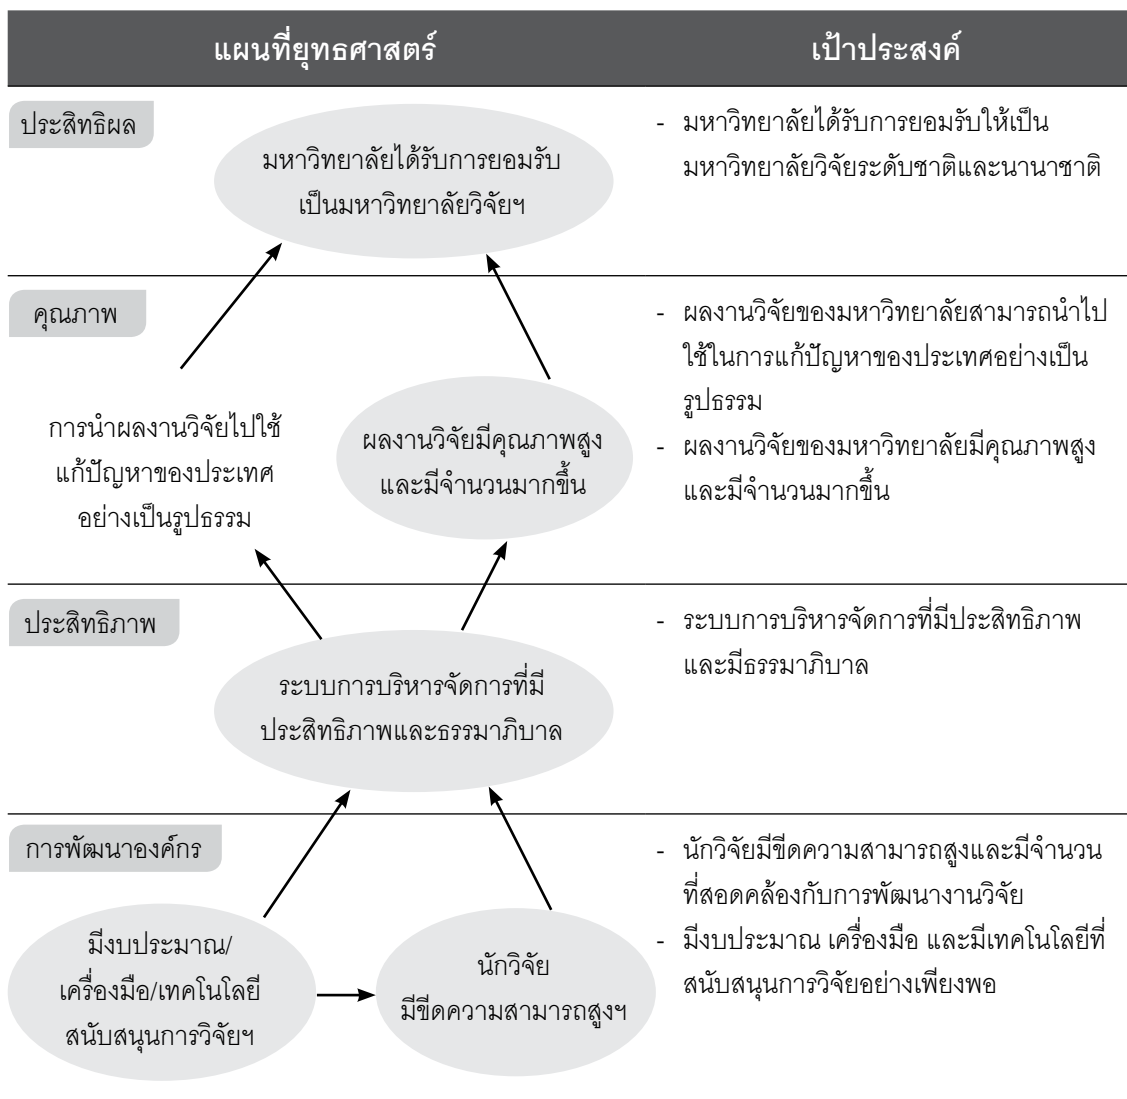 แผนที่ยุทธศาสตร์
เป้าประสงค์
ประสิทธิผล
มหาวิทยาลัยได้รับการยอมรับ
เป็นมหาวิทยาลัยวิจัยฯ
- มหาวิทยาลัยได้รับการยอมรับให้เป็น
มหาวิทยาลัยวิจัยระดับชาติและนานาชาติ
คุณภาพ
การนำผลงานวิจัยไปใช้
แก้ปัญหาของประเทศ
อย่างเป็นรูปธรรม
ผลงานวิจัยมีคุณภาพสูง
และมีจำนวนมากขึ้น
- ผลงานวิจัยของมหาวิทยาลัยสามารถนำไป
ใช้ในการแก้ปัญหาของประเทศอย่างเป็น
รูปธรรม
- ผลงานวิจัยของมหาวิทยาลัยมีคุณภาพสูง
และมีจำนวนมากขึ้น
ประสิทธิภาพ
ระบบการบริหารจัดการที่มี
ประสิทธิภาพและธรรมาภิบาล
- ระบบการบริหารจัดการที่มีประสิทธิภาพ
และมีธรรมาภิบาล
การพัฒนาองค์กร
มีงบประมาณ/
เครื่องมือ/เทคโนโลยี
สนับสนุนการวิจัยฯ
นักวิจัย
มีขีดความสามารถสูงฯ
- นักวิจัยมีขีดความสามารถสูงและมีจำนวน
ที่สอดคล้องกับการพัฒนางานวิจัย
- มีงบประมาณ เครื่องมือ และมีเทคโนโลยีที่
สนับสนุนการวิจัยอย่างเพียงพอ